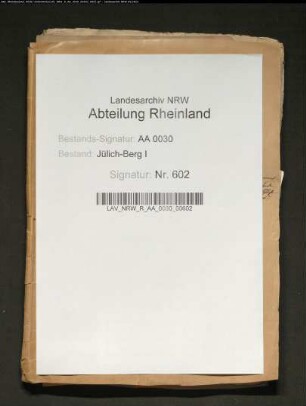 Landesarchiv NRW
Abteilung Rheinland
Bestands-Signatur: AA 0030
Bestand: Jülich-Berg I
Signatur: Nr. 602
LAV_NRW_R_AA_0030_00602